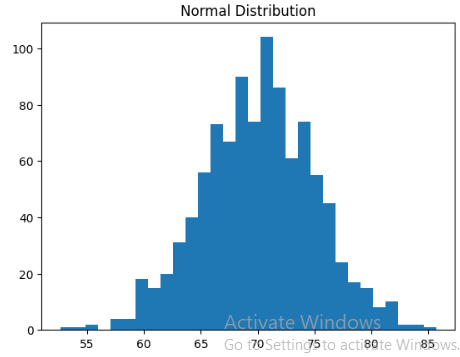 Normal Distribution
100
80
60
40
20
0
55 60 65 70 75 80 85
Activate Windows
Go to Settings to activate Windows.